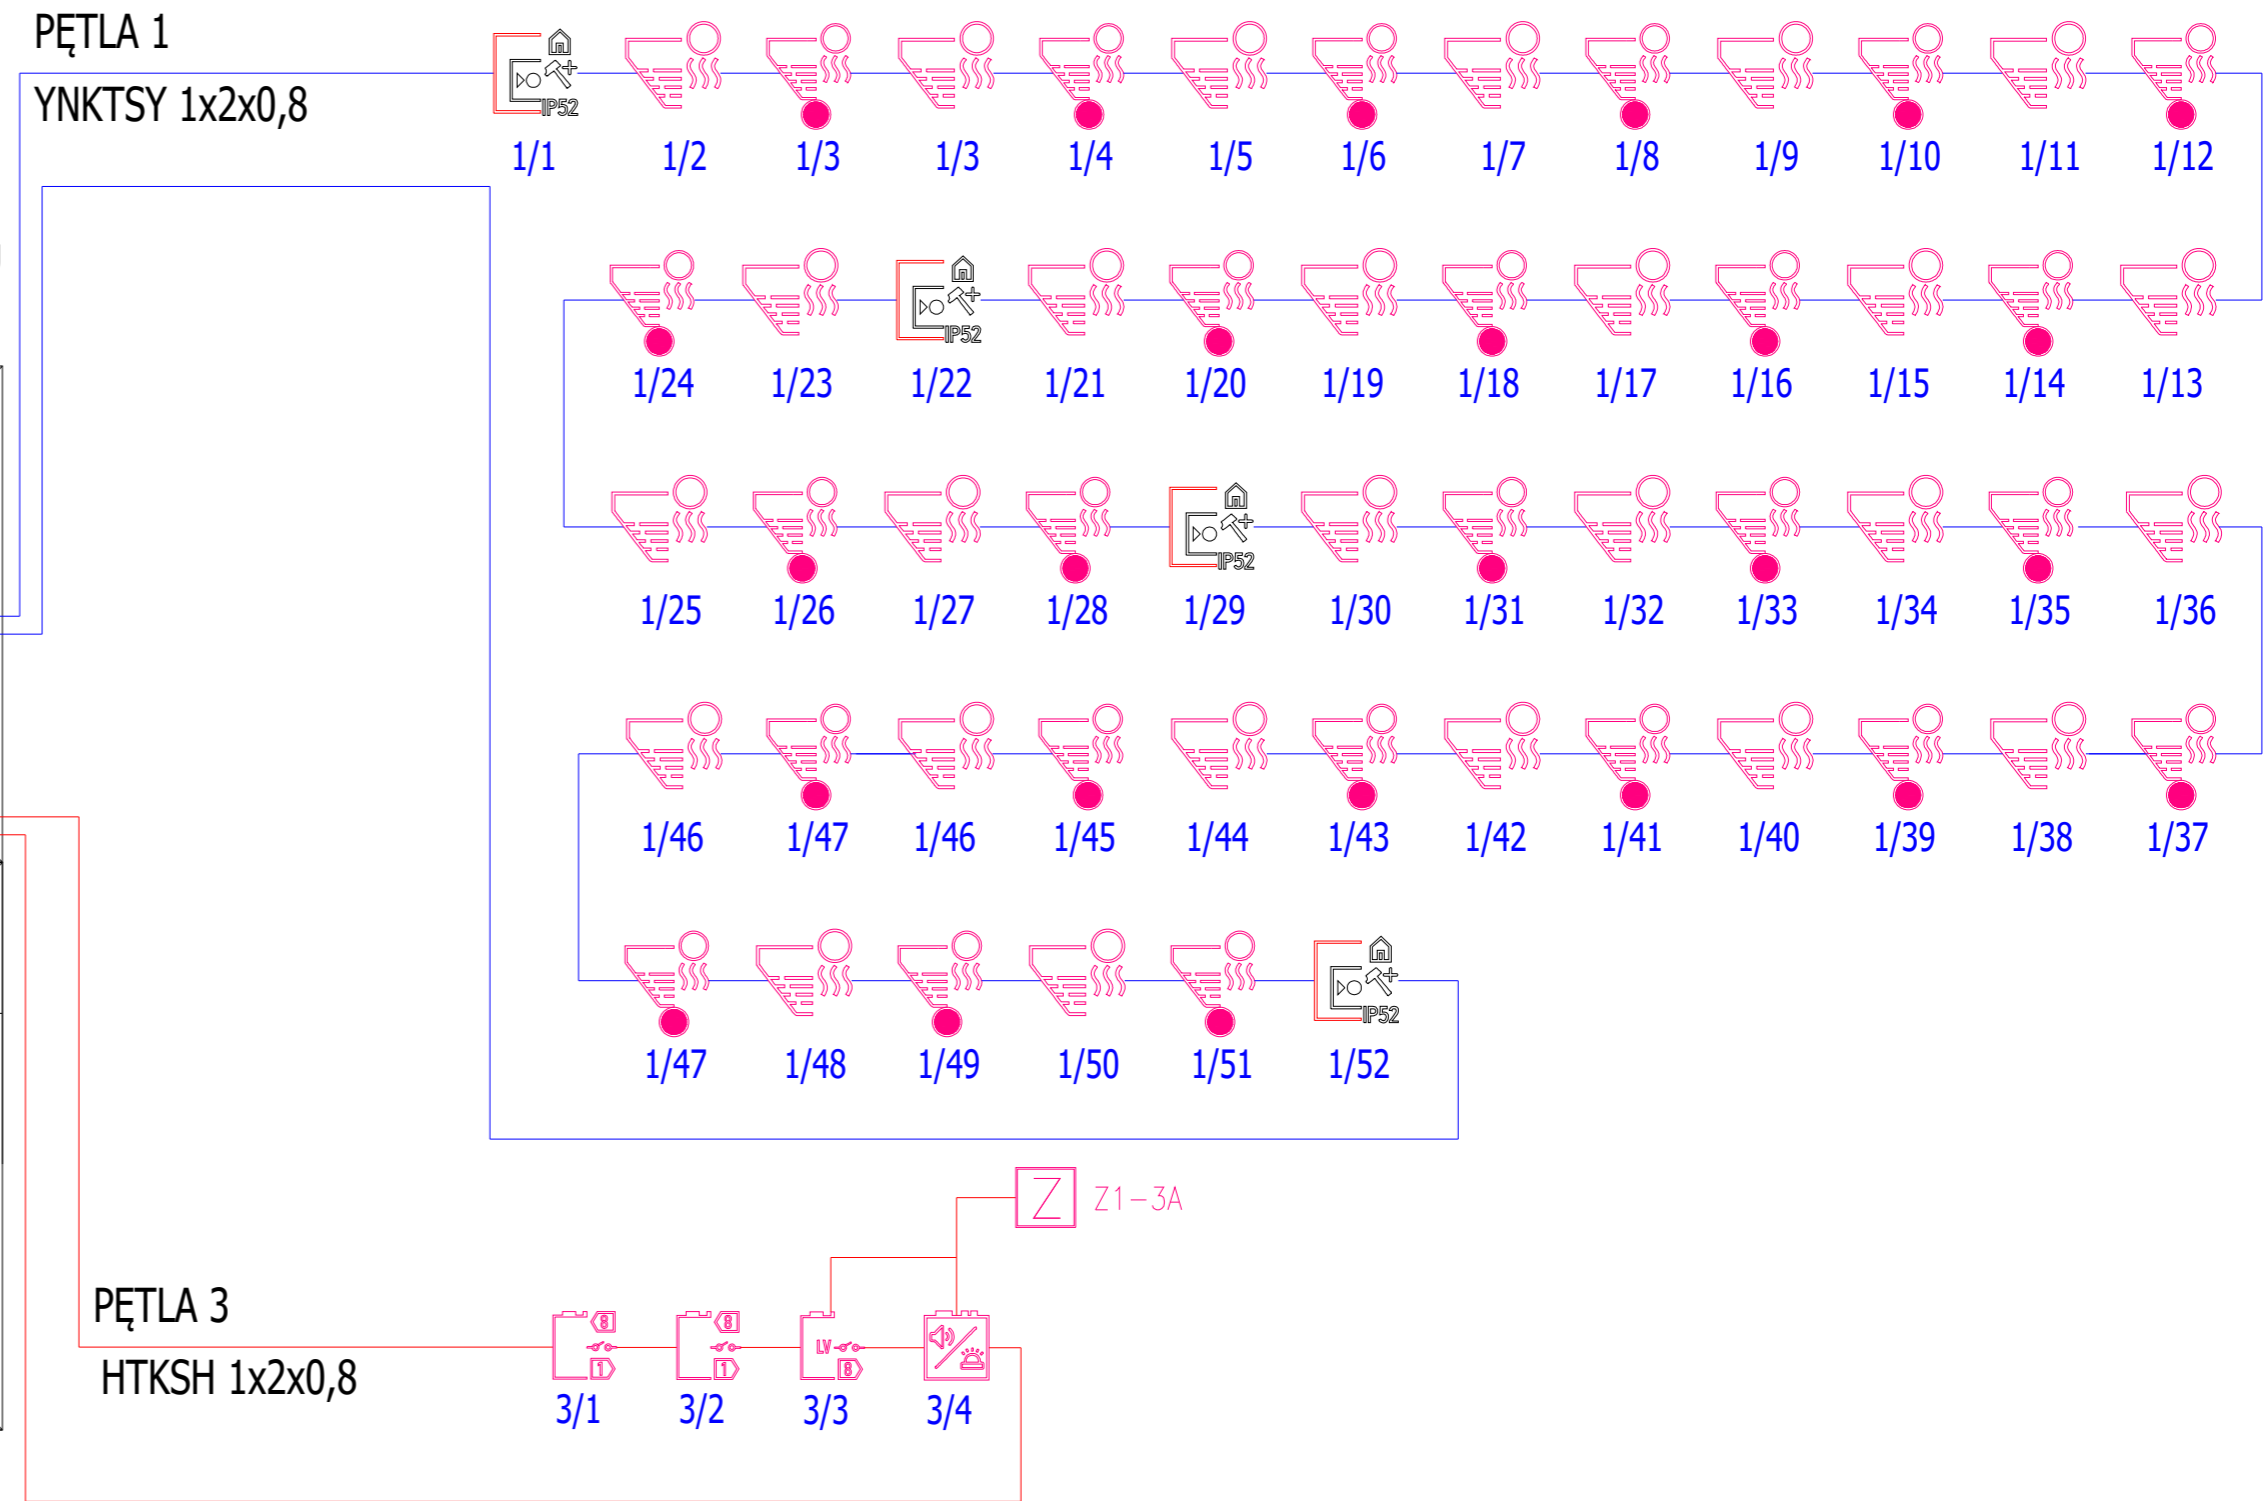 PĘTLA 1
YNKTSY 1x2x0,8
IP52
1/1 1/2 1/3 1/3 1/4 1/5 1/6 1/7 1/8 1/9 1/10 1/11 1/12
IP52
1/24 1/23 1/22 1/21 1/20 1/19 1/18 1/17 1/16 1/15 1/14 1/13
IP52
1/25 1/26 1/27 1/28 1/29 1/30 1/31 1/32 1/33 1/34 1/35 1/36
1/46 1/47 1/46 1/45 1/44 1/43 1/42 1/41 1/40 1/39 1/38 1/37
IP52
1/47 1/48 1/49 1/50 1/51 1/52
Z Z1-3A
PĘTLA 3
HTKSH 1x2x0,8
8 8
LV
1 1 8
3/1 3/2 3/3 3/4